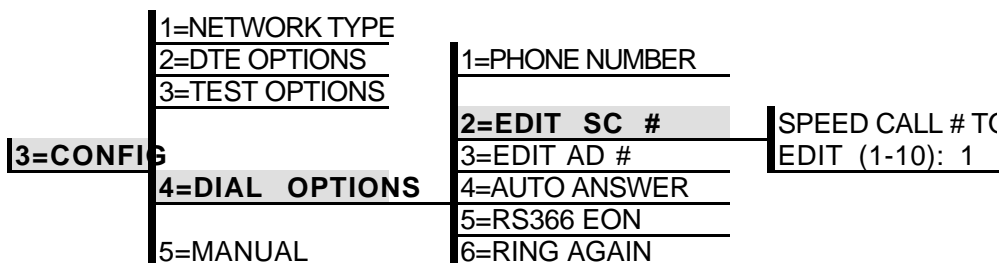 3=CONFIG
1=NETWORK TYPE
2=DTE OPTIONS
3=TEST OPTIONS
4=DIAL OPTIONS
5=MANUAL
1=PHONE NUMBER
2=EDIT SC #
3=EDIT AD #
4=AUTO ANSWER
5=RS366 EON
6=RING AGAIN
SPEED CALL # TO
EDIT (1-10): 1